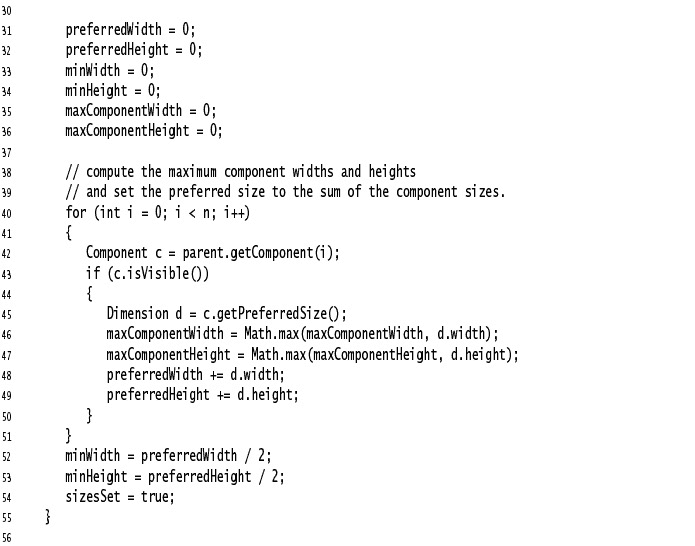 30
31 preferredWidth = 0;
32 preferredHeight = 0;
33 minWidth = 0;
34 minHeight = 0;
35 maxComponentWidth = 0;
36 maxComponentHeight = 0;
37
38 // compute the maximum component widths and heights
39 // and set the preferred size to the sum of the component sizes.
40 for (int i = 0; i < n; i++)
41 {
42 Component c = parent.getComponent(i);
43 if (c.isVisible())
44 {
45 Dimension d = c.getPreferredSize();
46 maxComponentWidth = Math.max(maxComponentWidth, d.width);
47 maxComponentHeight = Math.max(maxComponentHeight, d.height);
48 preferredWidth += d.width;
49 preferredHeight += d.height;
50 }
51 }
52 minWidth = preferredWidth / 2;
53 minHeight = preferredHeight / 2;
54 sizesSet = true;
55 }
56